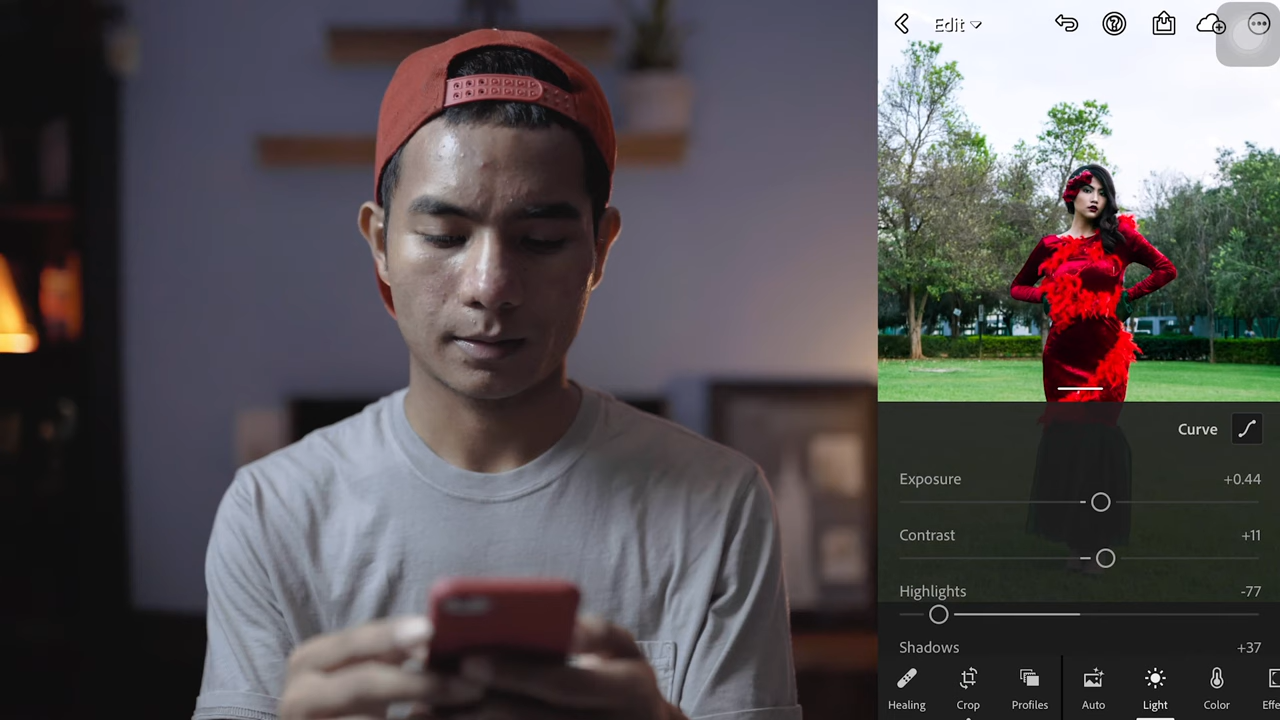 Edit
Curve
Exposure +0.44
Contrast +11
Highlights -77
Shadows +37
Healing Crop Profiles Auto Light Color